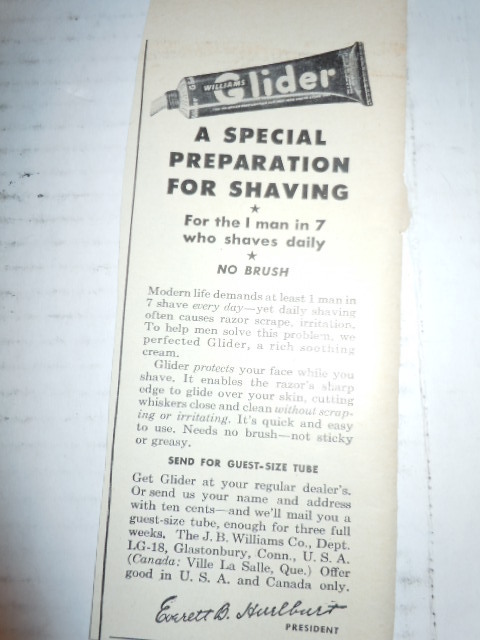 WILLIAMS
Glider
A SPECIAL
PREPARATION
FOR SHAVING
★
For the 1 man in 7
who shaves daily
★
NO BRUSH
Modern life demands at least 1 man in
7 shave every day—yet daily shaving
often causes razor scrape, irritation.
To help men solve this problem, we
perfected Glider, a rich soothing
cream.
Glider protects your face while you
shave. It enables the razor's sharp
edge to glide over your skin, cutting
whiskers close and clean without scrap-
ing or irritating. It's quick and easy
to use. Needs no brush—not sticky
or greasy.
SEND FOR GUEST-SIZE TUBE
Get Glider at your regular dealer's.
Or send us your name and address
with ten cents—and we'll mail you a
guest-size tube, enough for three full
weeks. The J. B. Williams Co., Dept.
LG-18, Glastonbury, Conn., U. S. A.
(Canada: Ville La Salle, Que.) Offer
good in U. S. A. and Canada only.
Everett B. Hurlburt
PRESIDENT